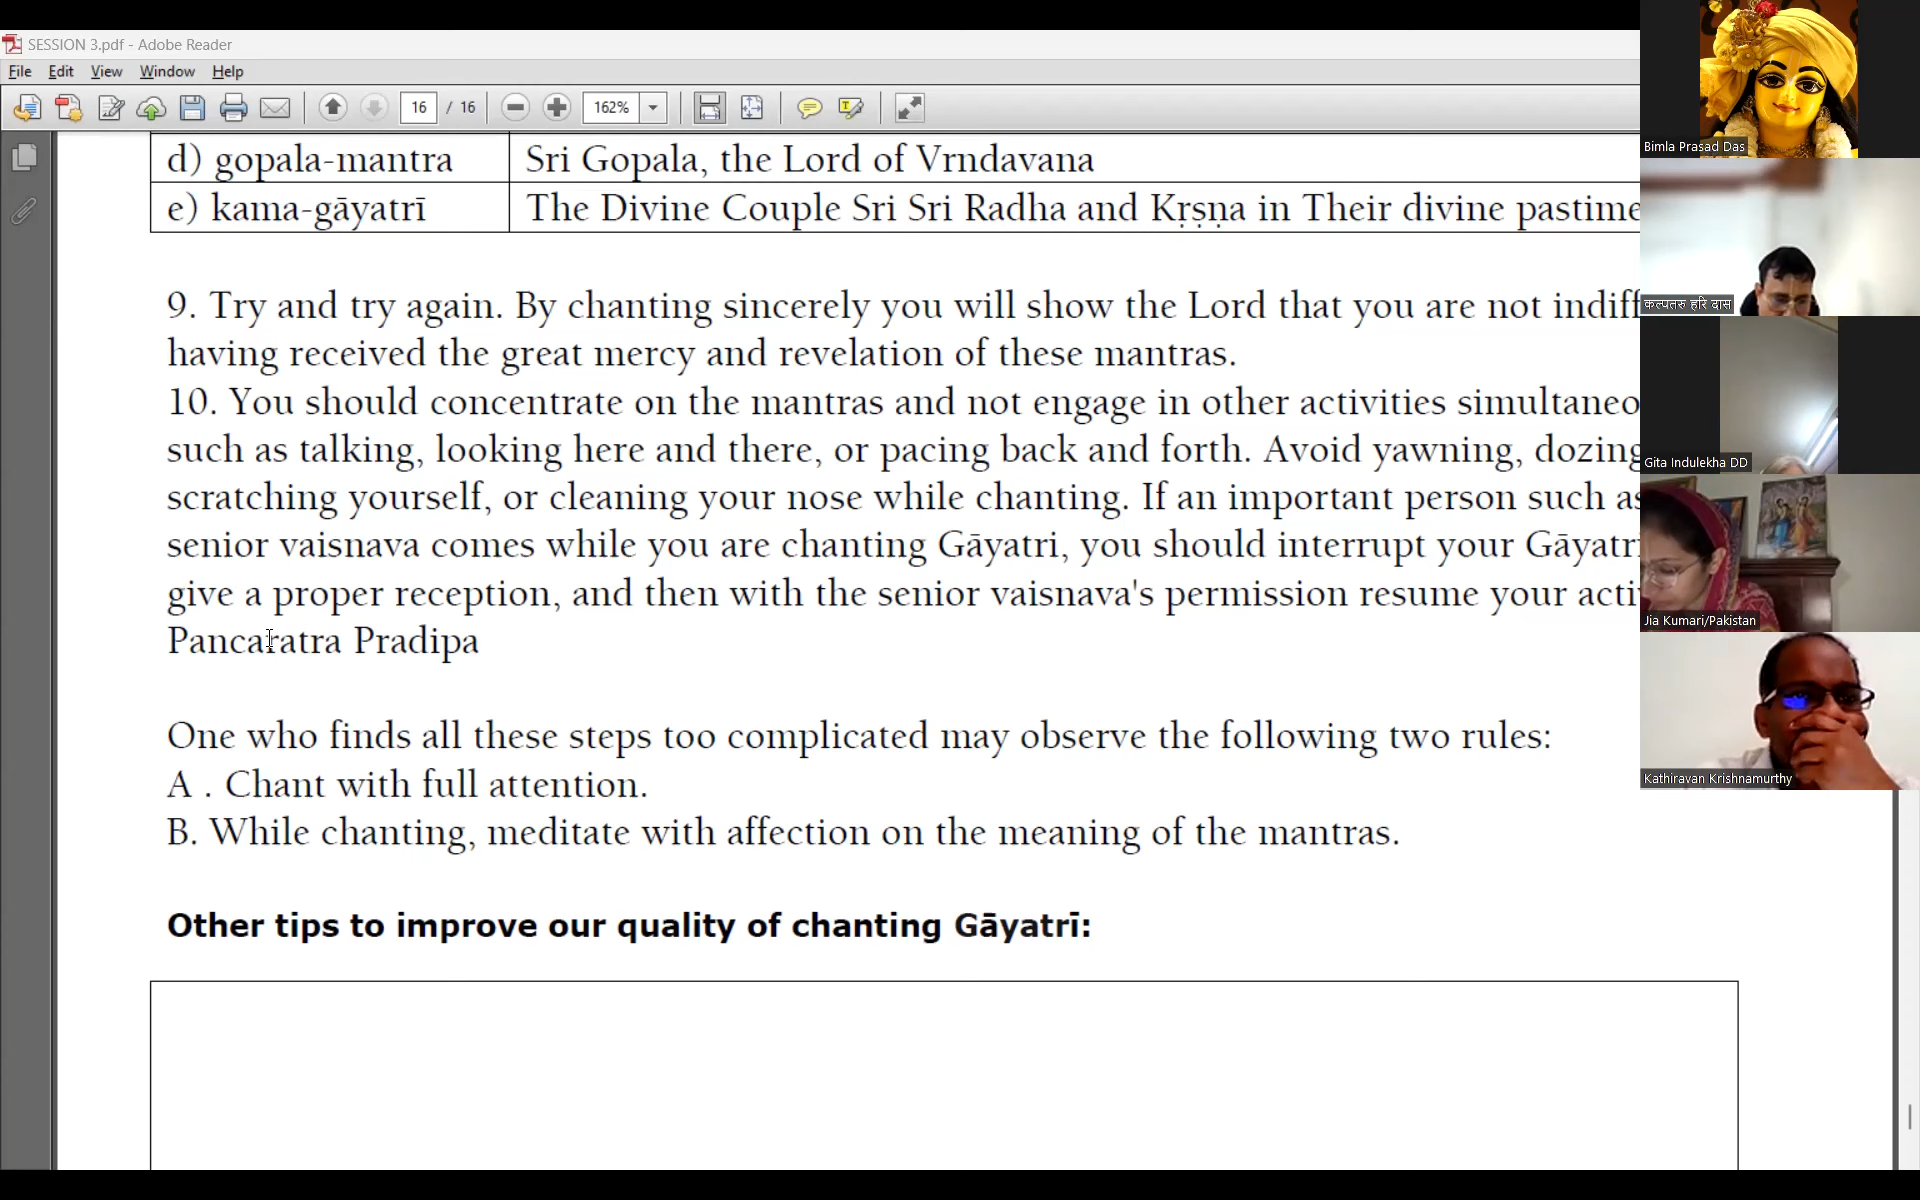 SESSION 3.pdf - Adobe Reader
File Edit View Window Help
16 / 16 162%
d) gopala-mantra Sri Gopala, the Lord of Vrndavana
e) kama-gāyatrī The Divine Couple Sri Sri Radha and Kṛṣṇa in Their divine pastime
9. Try and try again. By chanting sincerely you will show the Lord that you are not indiff
having received the great mercy and revelation of these mantras.
10. You should concentrate on the mantras and not engage in other activities simultaneo
such as talking, looking here and there, or pacing back and forth. Avoid yawning, dozing
scratching yourself, or cleaning your nose while chanting. If an important person such as
senior vaisnava comes while you are chanting Gāyatri, you should interrupt your Gāyatri
give a proper reception, and then with the senior vaisnava's permission resume your acti
Pancaratra Pradipa
One who finds all these steps too complicated may observe the following two rules:
A . Chant with full attention.
B. While chanting, meditate with affection on the meaning of the mantras.
Other tips to improve our quality of chanting Gāyatrī:
Bimla Prasad Das
कल्पतरु हरि दास
Gita Indulekha DD
Jia Kumari/Pakistan
Kathiravan Krishnamurthy